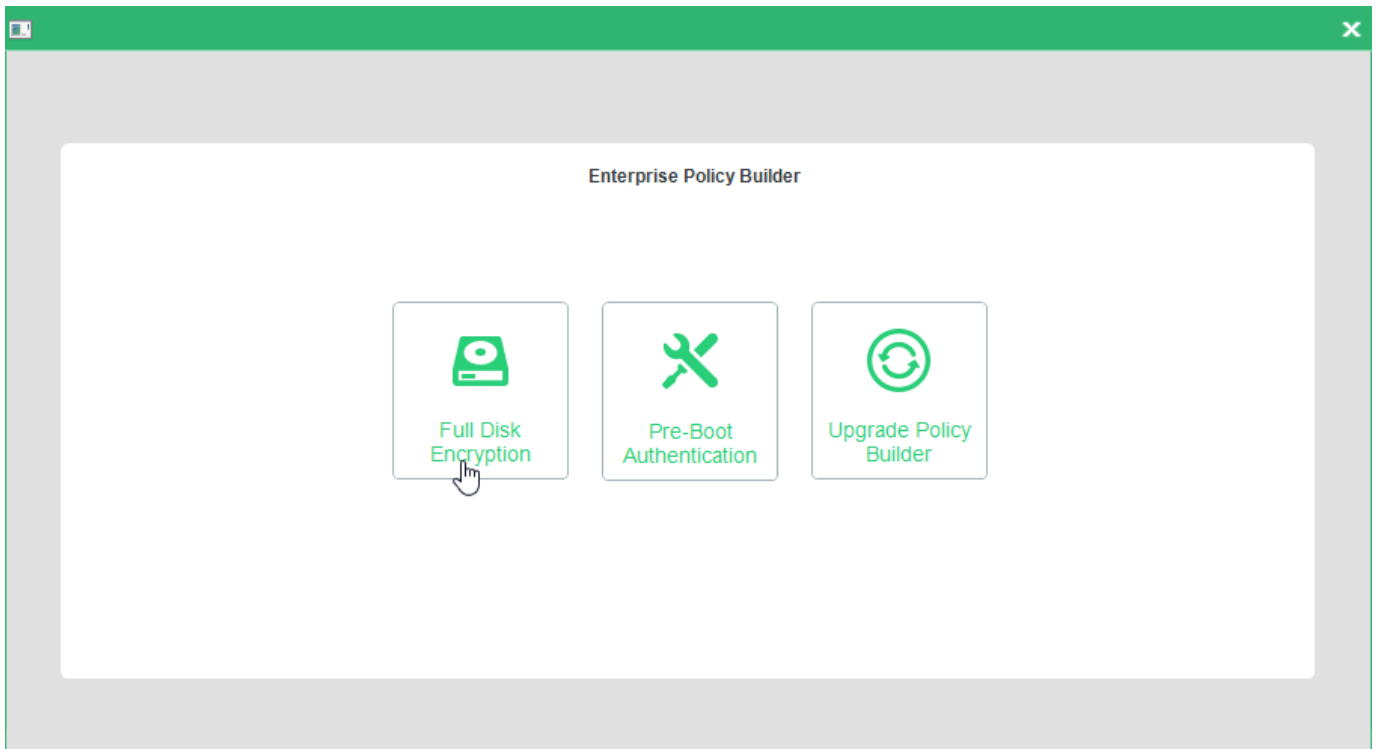 Enterprise Policy Builder
Full Disk
Encryption
Pre-Boot
Authentication
Upgrade Policy
Builder